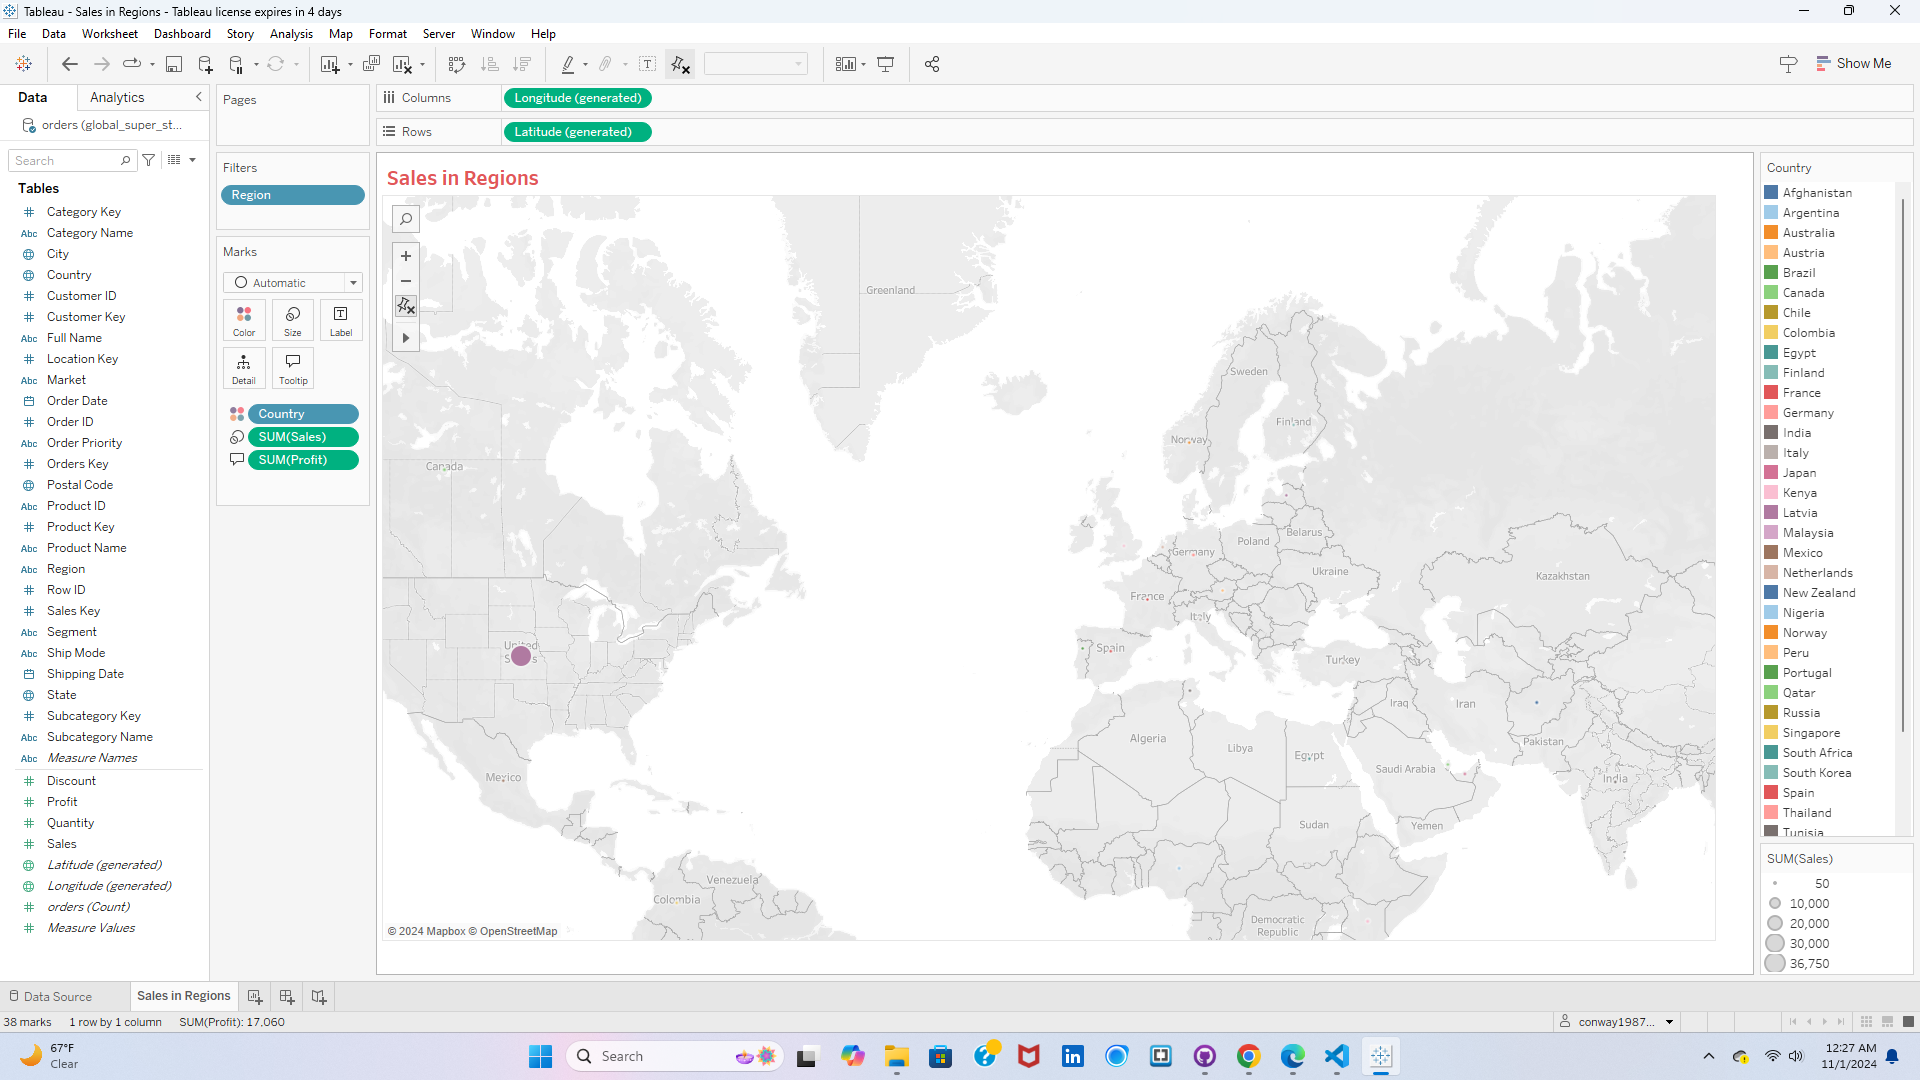 Tableau - Sales in Regions - Tableau license expires in 4 days
File Data Worksheet Dashboard Story Analysis Map Format Server Window Help
Show Me
Data Analytics
orders (global_super_st...
Search
Tables
Category Key
Abc Category Name
City
Country
Customer ID
Customer Key
Abc Full Name
Location Key
Abc Market
Order Date
Order ID
Abc Order Priority
Orders Key
Postal Code
Abc Product ID
Product Key
Abc Product Name
Abc Region
Row ID
Sales Key
Abc Segment
Abc Ship Mode
Shipping Date
State
Subcategory Key
Abc Subcategory Name
Abc Measure Names
Discount
Profit
Quantity
Sales
Latitude (generated)
Longitude (generated)
orders (Count)
Measure Values
Pages
Filters
Region
Marks
Automatic
Color Size Label
Detail Tooltip
Country
SUM(Sales)
SUM(Profit)
Columns Longitude (generated)
Rows Latitude (generated)
Sales in Regions
Greenland
Sweden
Finland
Norway
Canada
Belarus
Poland
Germany
Ukraine
Kazakhstan
France
Italy
United
Spain
Turkey
Iraq
Iran
Algeria
Pakistan
Libya
Egypt
Saudi Arabia
Mexico
India
Sudan
Yemen
Venezuela
Colombia
Democratic
Republic
© 2024 Mapbox © OpenStreetMap
Country
Afghanistan
Argentina
Australia
Austria
Brazil
Canada
Chile
Colombia
Egypt
Finland
France
Germany
India
Italy
Japan
Kenya
Latvia
Malaysia
Mexico
Netherlands
New Zealand
Nigeria
Norway
Peru
Portugal
Qatar
Russia
Singapore
South Africa
South Korea
Spain
Thailand
Tunisia
SUM(Sales)
50
10,000
20,000
30,000
36,750
Data Source Sales in Regions
38 marks 1 row by 1 column SUM(Profit): 17,060
conway1987...
67°F
Clear
Search
12:27 AM
11/1/2024